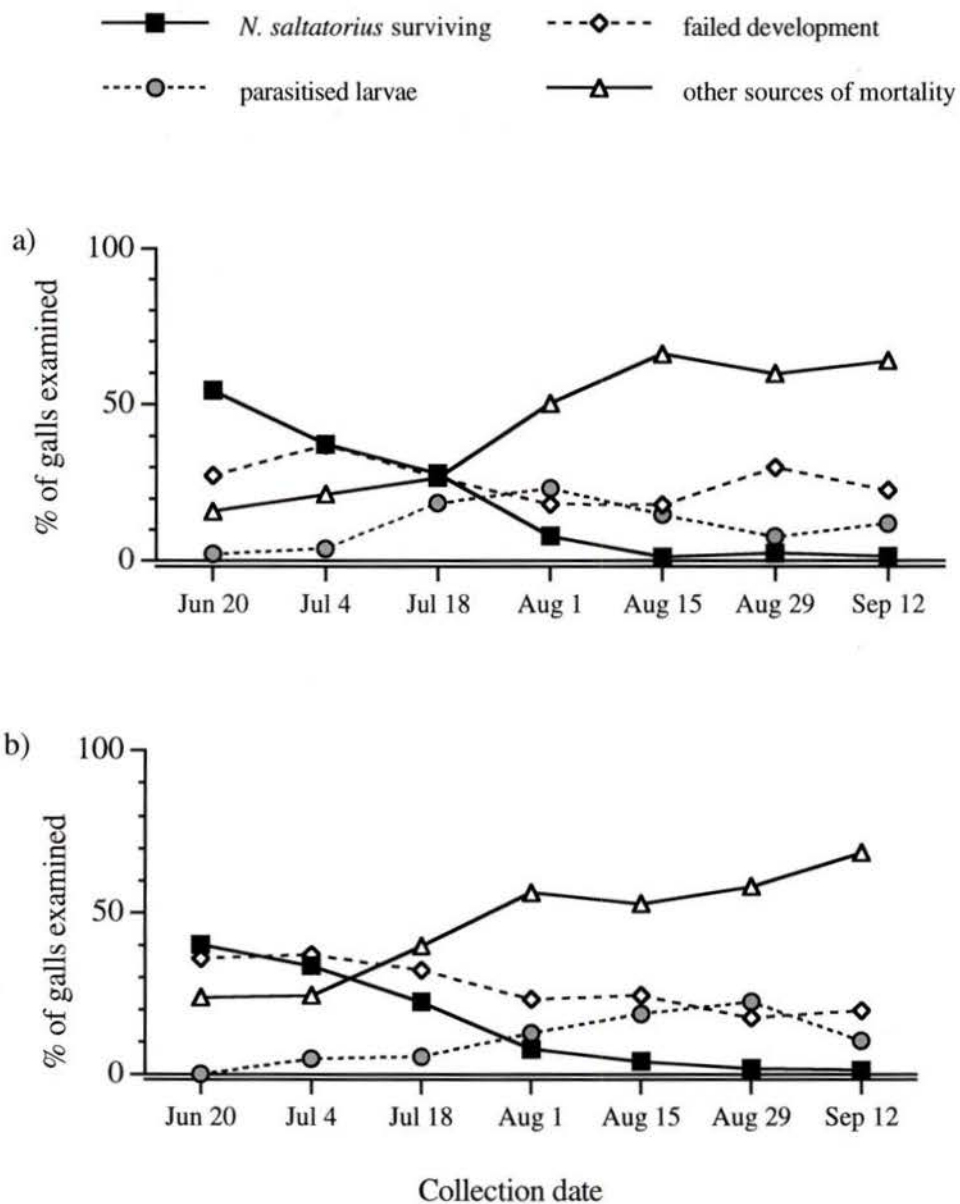 N. saltatorius surviving
failed development
parasitised larvae
other sources of mortality
a)
% of galls examined
100
50
0
Jun 20 Jul 4 Jul 18 Aug 1 Aug 15 Aug 29 Sep 12
b)
% of galls examined
100
50
0
Jun 20 Jul 4 Jul 18 Aug 1 Aug 15 Aug 29 Sep 12
Collection date